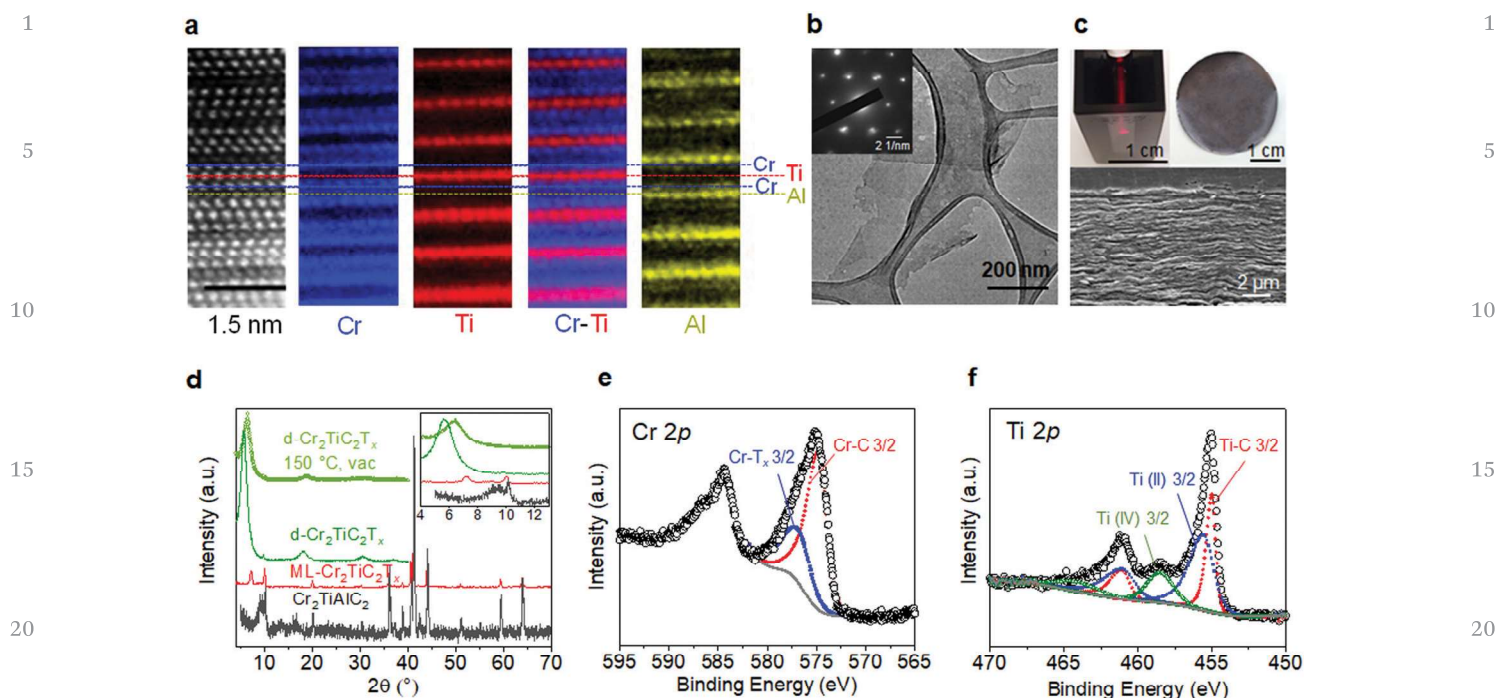 1
1
5
5
10
10
15
15
20
20
a
Cr
Ti
Cr
Al
1.5 nm
Cr
Ti
Cr-Ti
Al
b
2 1/nm
200 nm
c
1 cm
1 cm
2 μm
d
d-Cr₂TiC₂Tₓ
150 °C, vac
d-Cr₂TiC₂Tₓ
ML-Cr₂TiC₂Tₓ
Cr₂TiAlC₂
4 6 8 10 12
Intensity (a.u.)
10 20 30 40 50 60 70
2θ (°)
e
Cr 2p
Cr-C 3/2
Cr-Tₓ 3/2
Intensity (a.u.)
595 585 580 575 565
Binding Energy (eV)
f
Ti 2p
Ti-C 3/2
Ti (II) 3/2
Ti (IV) 3/2
Intensity (a.u.)
470 460 455 450
Binding Energy (eV)